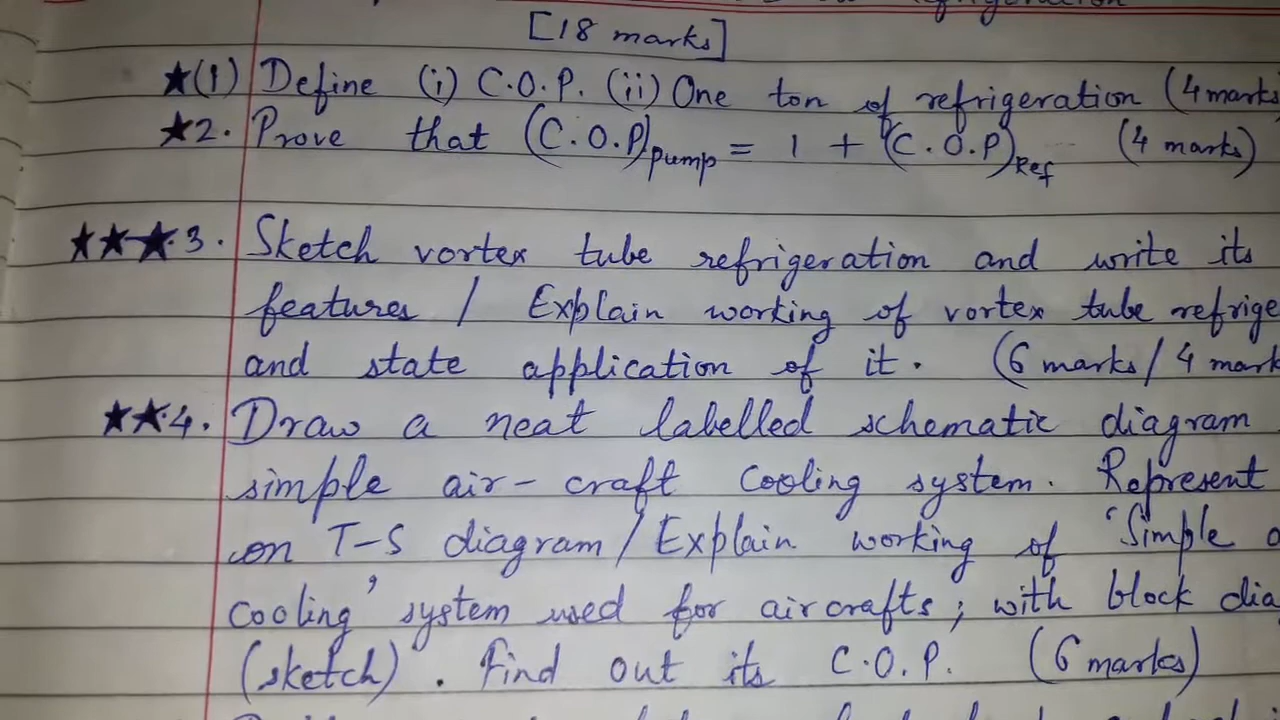 refrigeration
[18 marks]
★(1) Define (i) C.O.P. (ii) One ton of refrigeration (4 marks
★2. Prove that (C.O.P)pump = 1 + (C.O.P)Ref (4 marks)
★★★3. Sketch vortex tube refrigeration and write its
features / Explain working of vortex tube refrige
and state application of it. (6 marks/4 mark
★★4. Draw a neat labelled schematic diagram
simple air-craft cooling system. Represent
on T-S diagram/Explain working of 'Simple
cooling' system used for aircrafts; with block dia
(sketch). Find out its C.O.P. (6 marks)